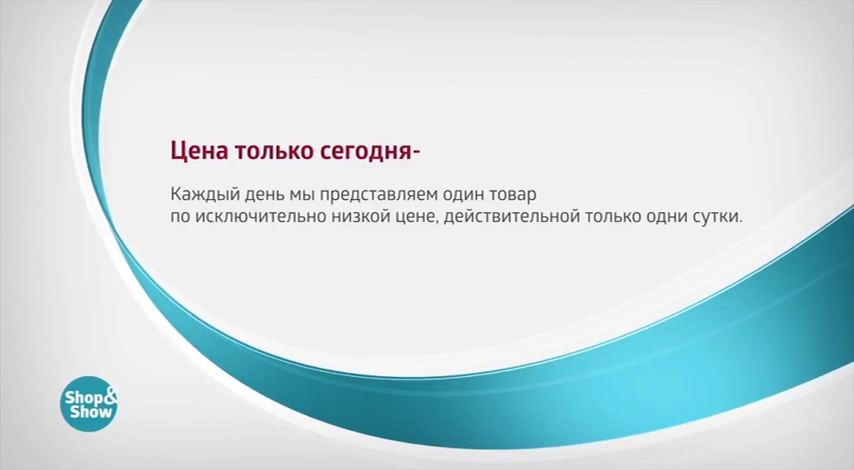 Цена только сегодня-
Каждый день мы представляем один товар
по исключительно низкой цене, действительной только одни сутки.
Shop&
Show